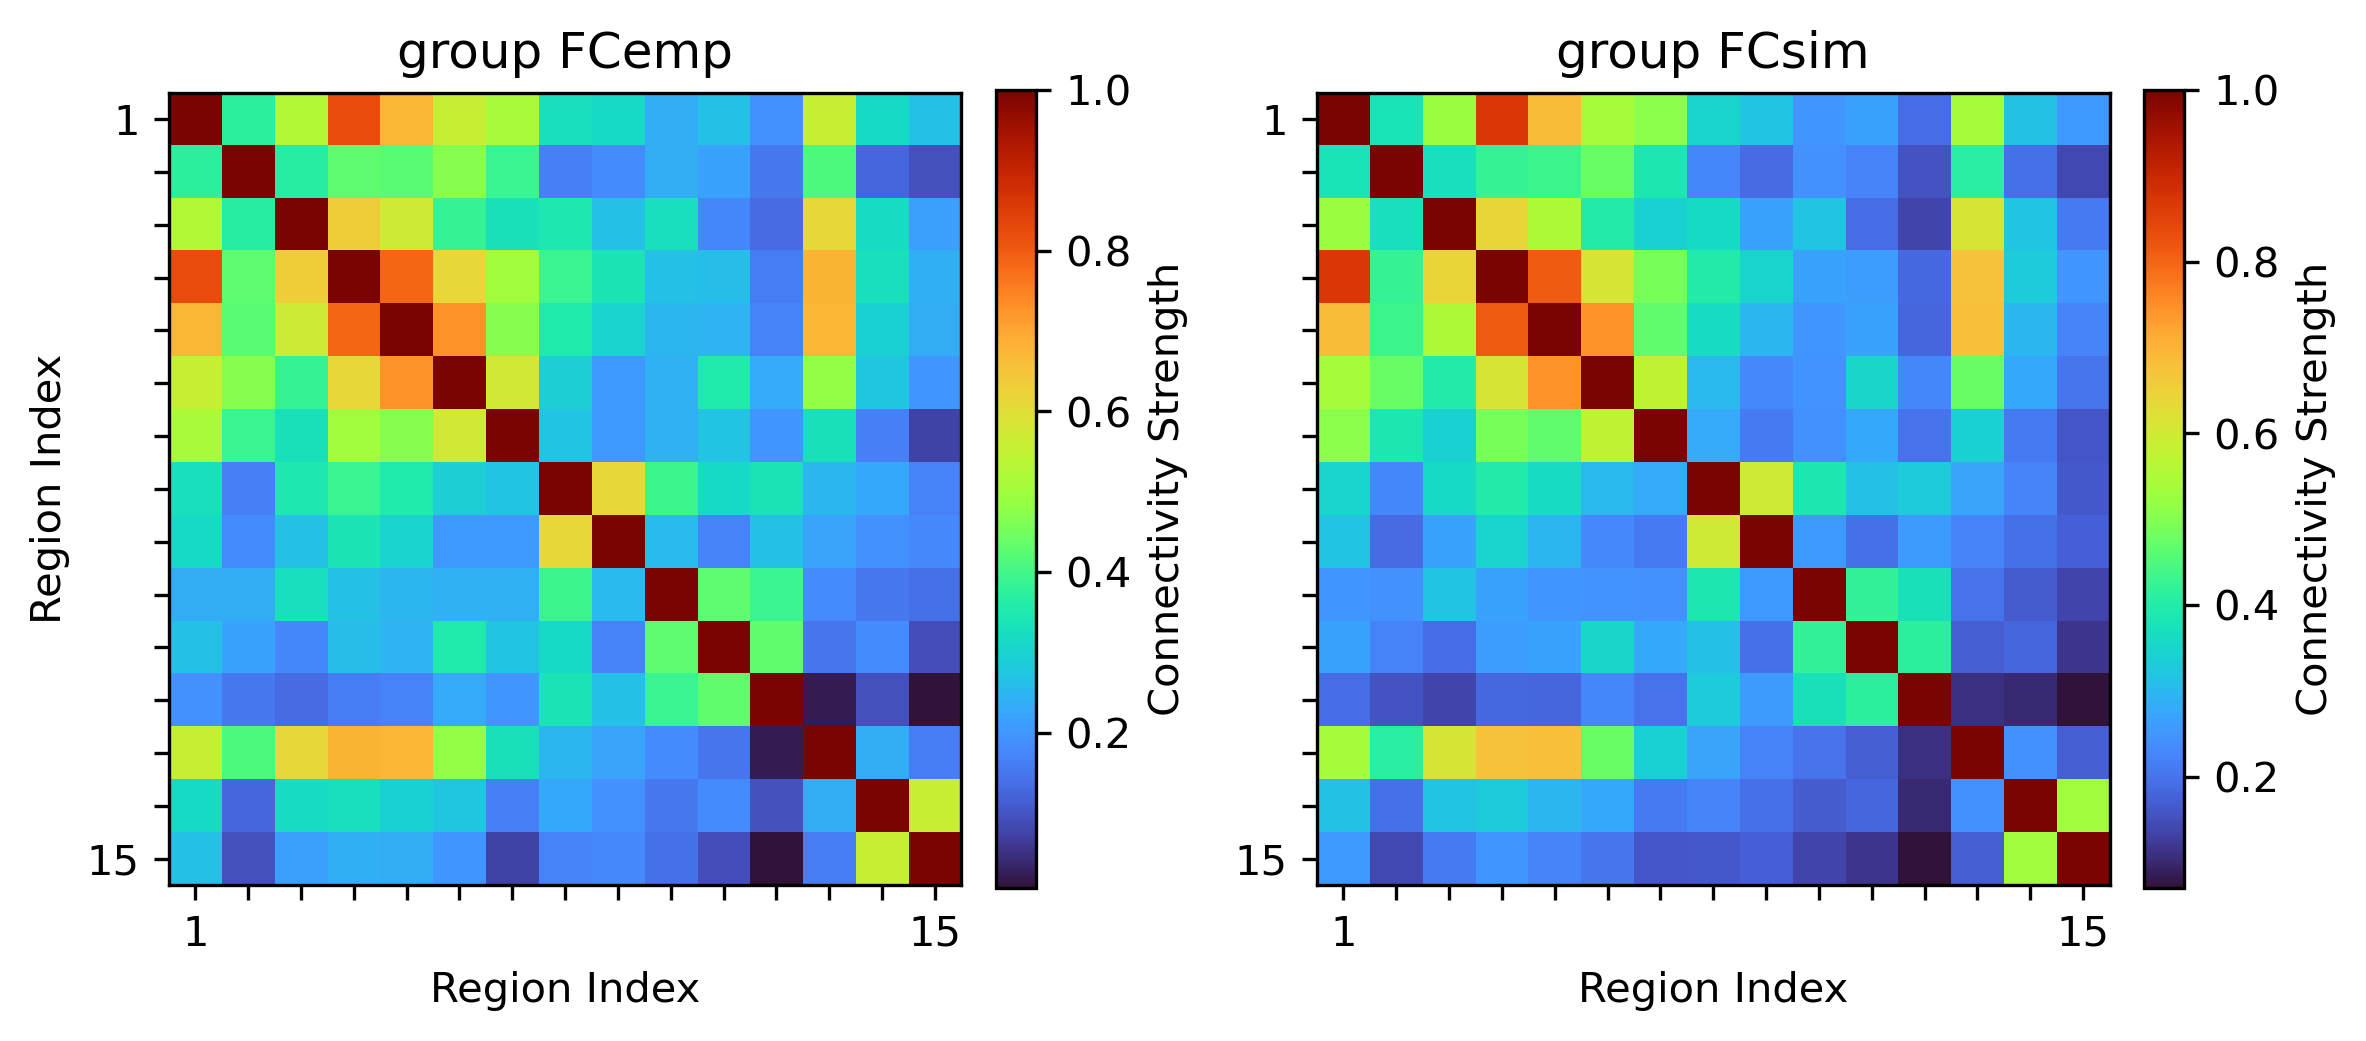 group FCemp
1
15
Region Index
1
15
Region Index
1.0
0.8
0.6
0.4
0.2
Connectivity Strength
group FCsim
1
15
1
15
Region Index
1.0
0.8
0.6
0.4
0.2
Connectivity Strength